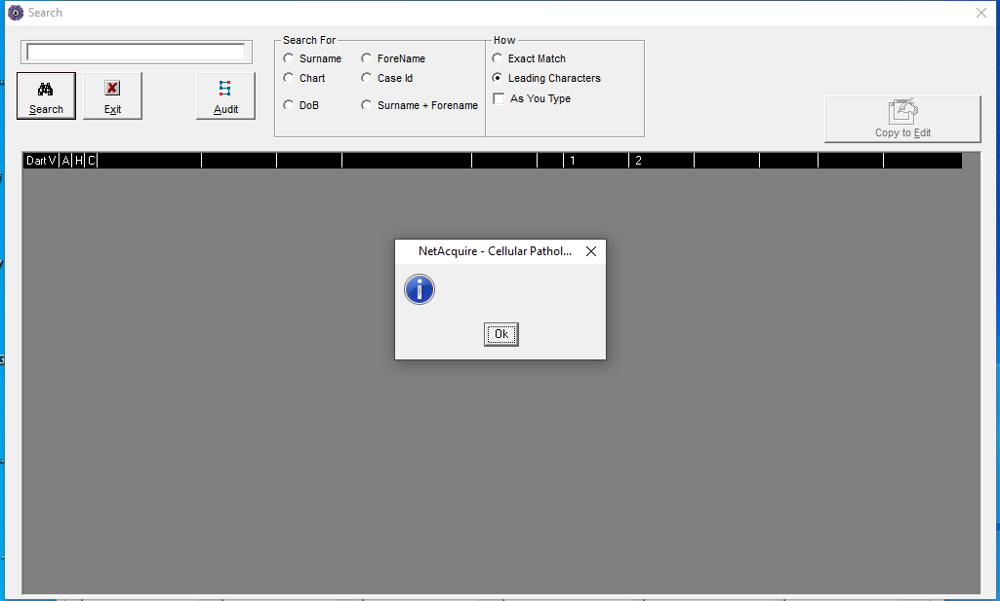 Search
Search For
How
Surname
ForeName
Exact Match
Chart
Case Id
Leading Characters
As You Type
DoB
Surname + Forename
Search
Exit
Audit
Copy to Edit
Dart V A H C 1 2
NetAcquire - Cellular Pathol...
Ok